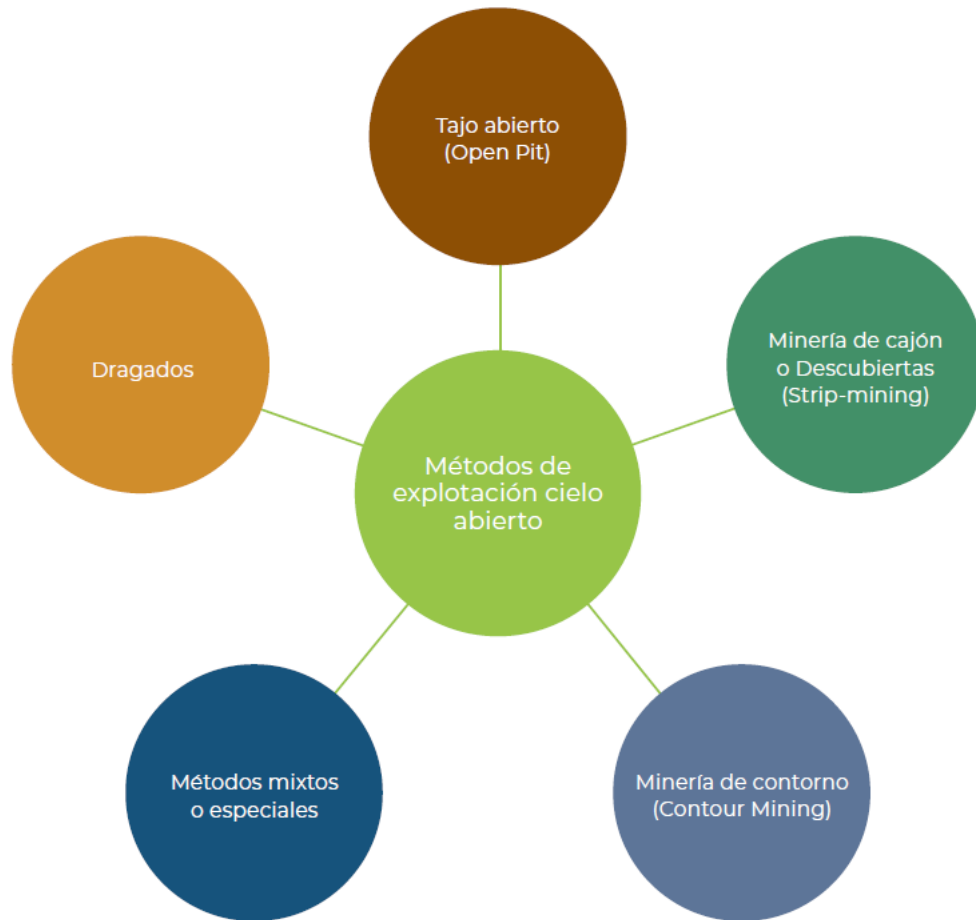 Tajo abierto
(Open Pit)
Minería de cajón
o Descubiertas
(Strip-mining)
Dragados
Métodos de
explotación cielo
abierto
Métodos mixtos
o especiales
Minería de contorno
(Contour Mining)